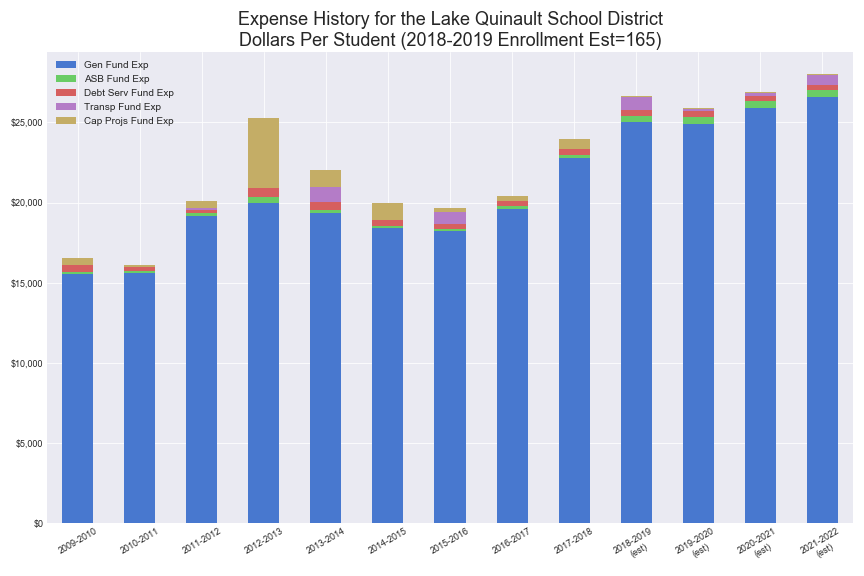 Expense History for the Lake Quinault School District
Dollars Per Student (2018-2019 Enrollment Est=165)
Gen Fund Exp
ASB Fund Exp
Debt Serv Fund Exp
Transp Fund Exp
Cap Projs Fund Exp
$25,000
$20,000
$15,000
$10,000
$5,000
$0
2009-2010
2010-2011
2011-2012
2012-2013
2013-2014
2014-2015
2015-2016
2016-2017
2017-2018
2018-2019
(est)
2019-2020
(est)
2020-2021
(est)
2021-2022
(est)